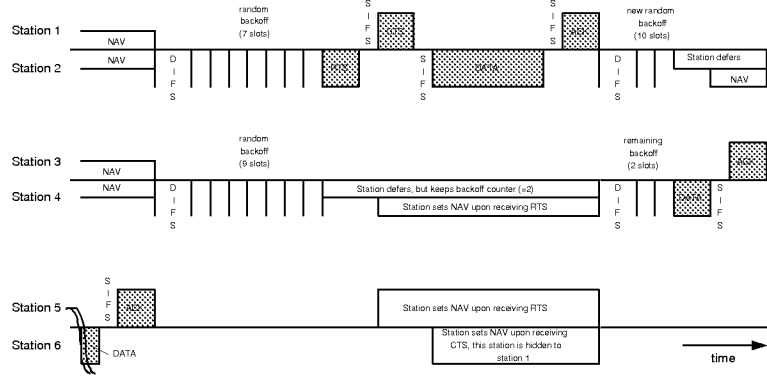 Station 1
NAV
Station 2
NAV
D I F S
random
backoff
(7 slots)
RTS
S I F S
CTS
S I F S
DATA
S I F S
ACK
D I F S
new random
backoff
(10 slots)
Station defers
NAV
Station 3
NAV
Station 4
NAV
D I F S
random
backoff
(9 slots)
Station defers, but keeps backoff counter (=2)
Station sets NAV upon receiving RTS
D I F S
remaining
backoff
(2 slots)
DATA
S I F S
ACK
Station 5
Station 6
S I F S
ACK
DATA
Station sets NAV upon receiving RTS
Station sets NAV upon receiving
CTS, this station is hidden to
station 1
time